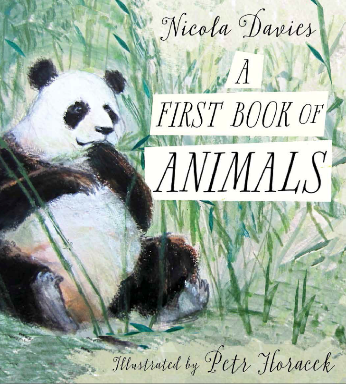 Nicola Davies
A
FIRST BOOK OF
ANIMALS
Illustrated by Petr Horacek